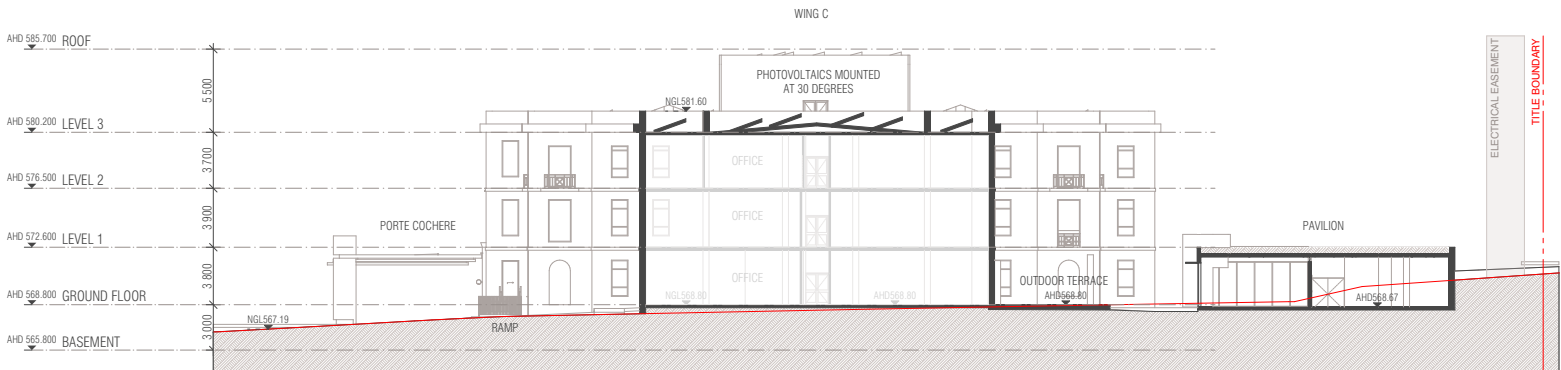 WING C
AHD 585.700 ROOF
5 500
PHOTOVOLTAICS MOUNTED
AT 30 DEGREES
NGL581.60
AHD 580.200 LEVEL 3
3 700
OFFICE
AHD 576.500 LEVEL 2
3 900
OFFICE
PORTE COCHERE
PAVILION
AHD 572.600 LEVEL 1
3 800
OFFICE
OUTDOOR TERRACE
AHD568.80
NGL568.80
AHD568.80
AHD568.67
AHD 568.800 GROUND FLOOR
3 000
NGL567.19
RAMP
AHD 565.800 BASEMENT
ELECTRICAL EASEMENT
TITLE BOUNDARY